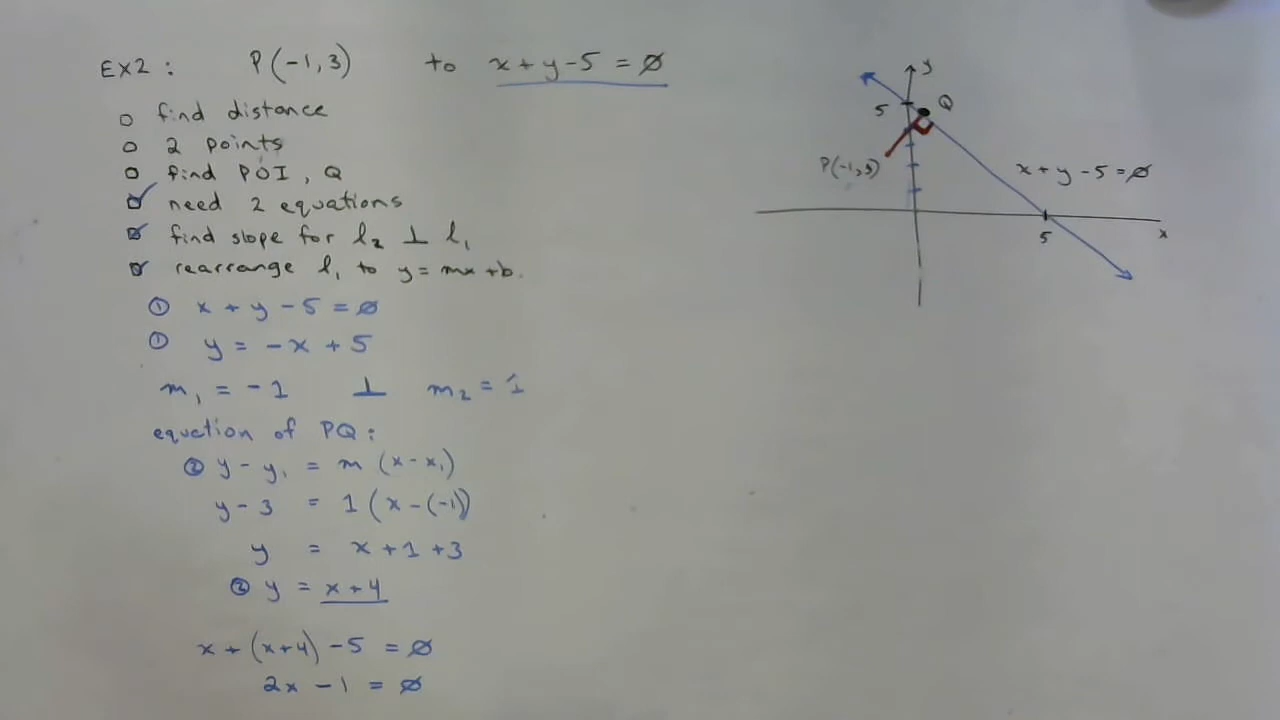 EX2: P(-1,3) to x+y-5=∅
find distance
2 points
find POI, Q
need 2 equations
find slope for l₂ ⊥ l₁
rearrange l₁ to y=mx+b.
① x+y-5=∅
① y=-x+5
m₁=-1 ⊥ m₂=1
equation of PQ:
② y-y₁ = m(x-x₁)
y-3 = 1(x-(-1))
y = x+1+3
② y = x+4
x+(x+4)-5=∅
2x-1=∅
y
5 Q
P(-1,3)
x+y-5=∅
5 x